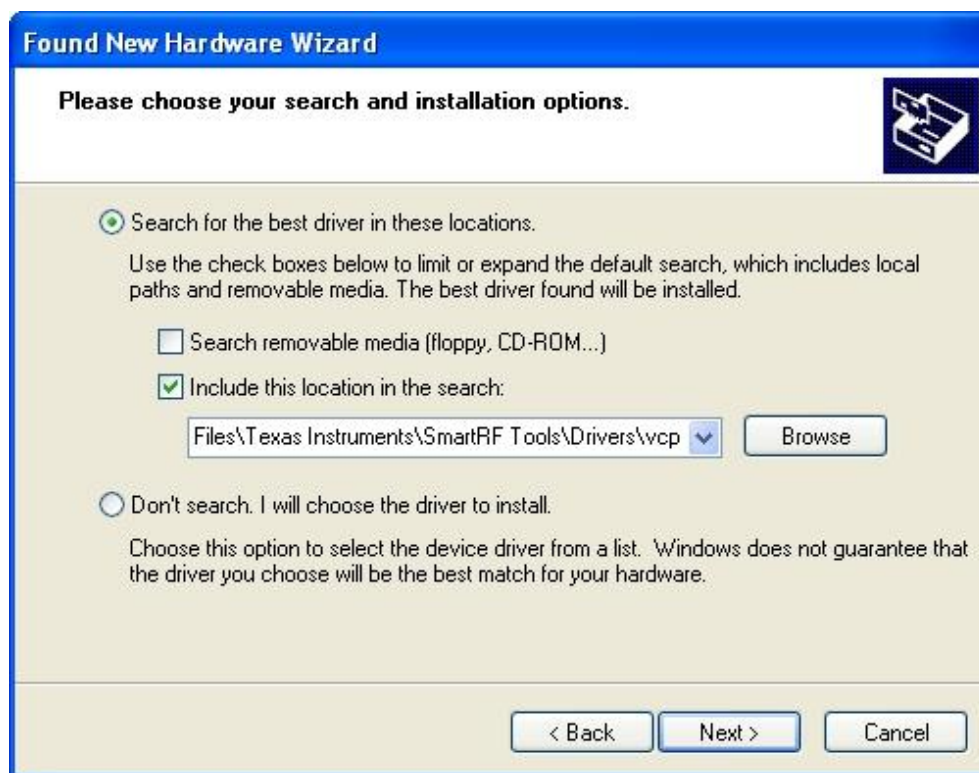 Found New Hardware Wizard
Please choose your search and installation options.
Search for the best driver in these locations.
Use the check boxes below to limit or expand the default search, which includes local
paths and removable media. The best driver found will be installed.
Search removable media (floppy, CD-ROM...)
Include this location in the search:
Files\Texas Instruments\SmartRF Tools\Drivers\vcp
Browse
Don't search. I will choose the driver to install.
Choose this option to select the device driver from a list. Windows does not guarantee that
the driver you choose will be the best match for your hardware.
< Back Next > Cancel